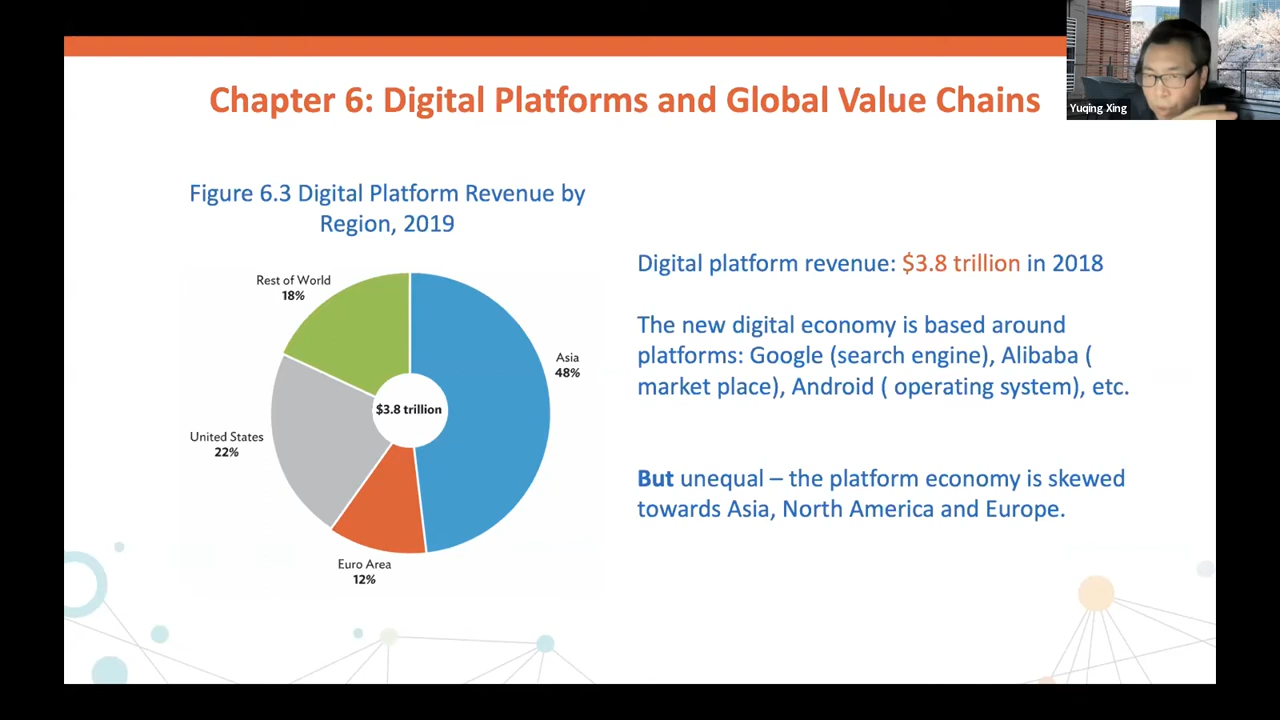 Chapter 6: Digital Platforms and Global Value Chains
Yuqing Xing
Figure 6.3 Digital Platform Revenue by
Region, 2019
Rest of World
18%
Asia
48%
$3.8 trillion
United States
22%
Euro Area
12%
Digital platform revenue: $3.8 trillion in 2018
The new digital economy is based around
platforms: Google (search engine), Alibaba (
market place), Android ( operating system), etc.
But unequal – the platform economy is skewed
towards Asia, North America and Europe.